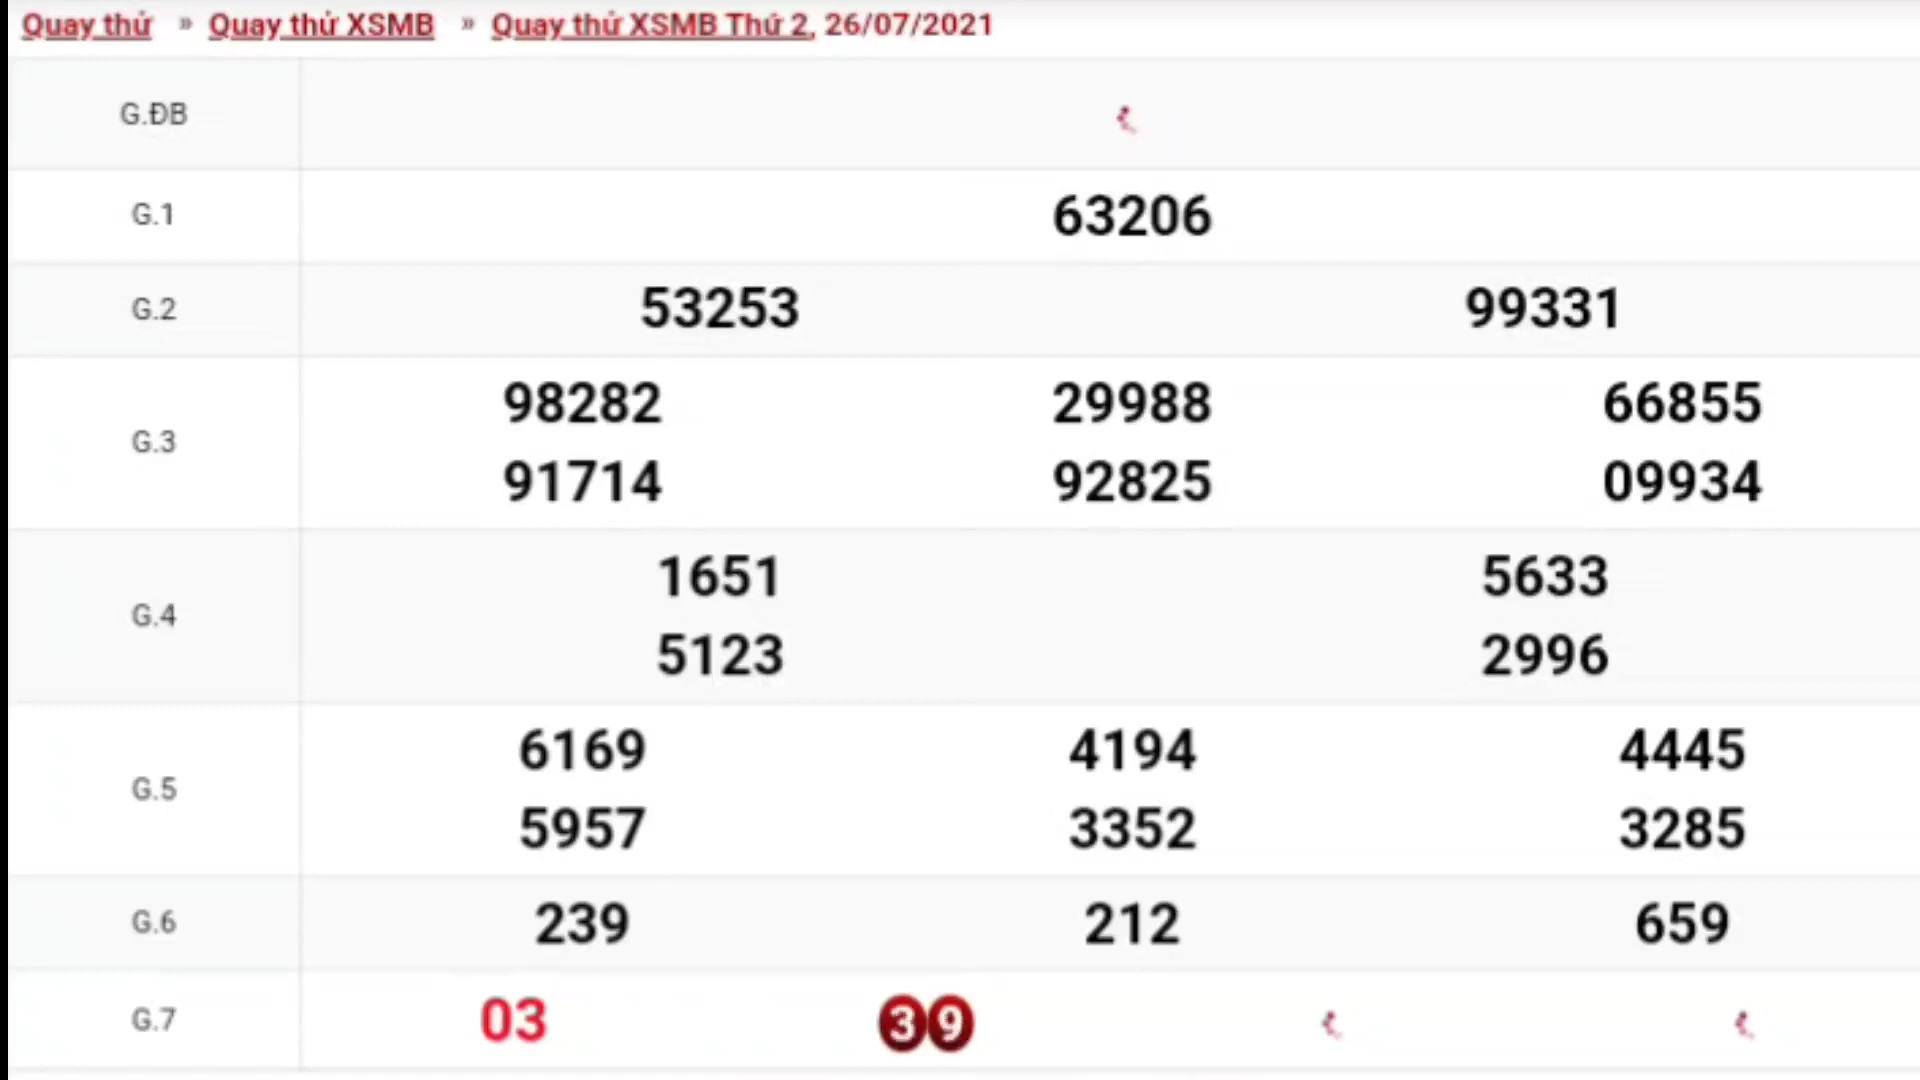 Quay thử » Quay thử XSMB » Quay thử XSMB Thứ 2, 26/07/2021
G.ĐB
G.1 63206
G.2 53253 99331
G.3 98282 29988 66855
91714 92825 09934
G.4 1651 5633
5123 2996
G.5 6169 4194 4445
5957 3352 3285
G.6 239 212 659
G.7 03 39